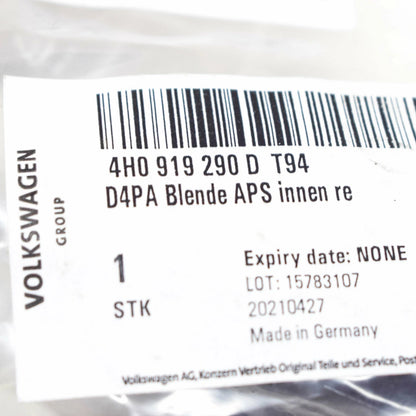 VOLKSWAGEN
GROUP
4H0 919 290 D T94
D4PA Blende APS innen re
1
STK
Expiry date: NONE
LOT: 15783107
20210427
Made in Germany
Volkswagen AG, Konzern Vertrieb Original Teile und Service, Post